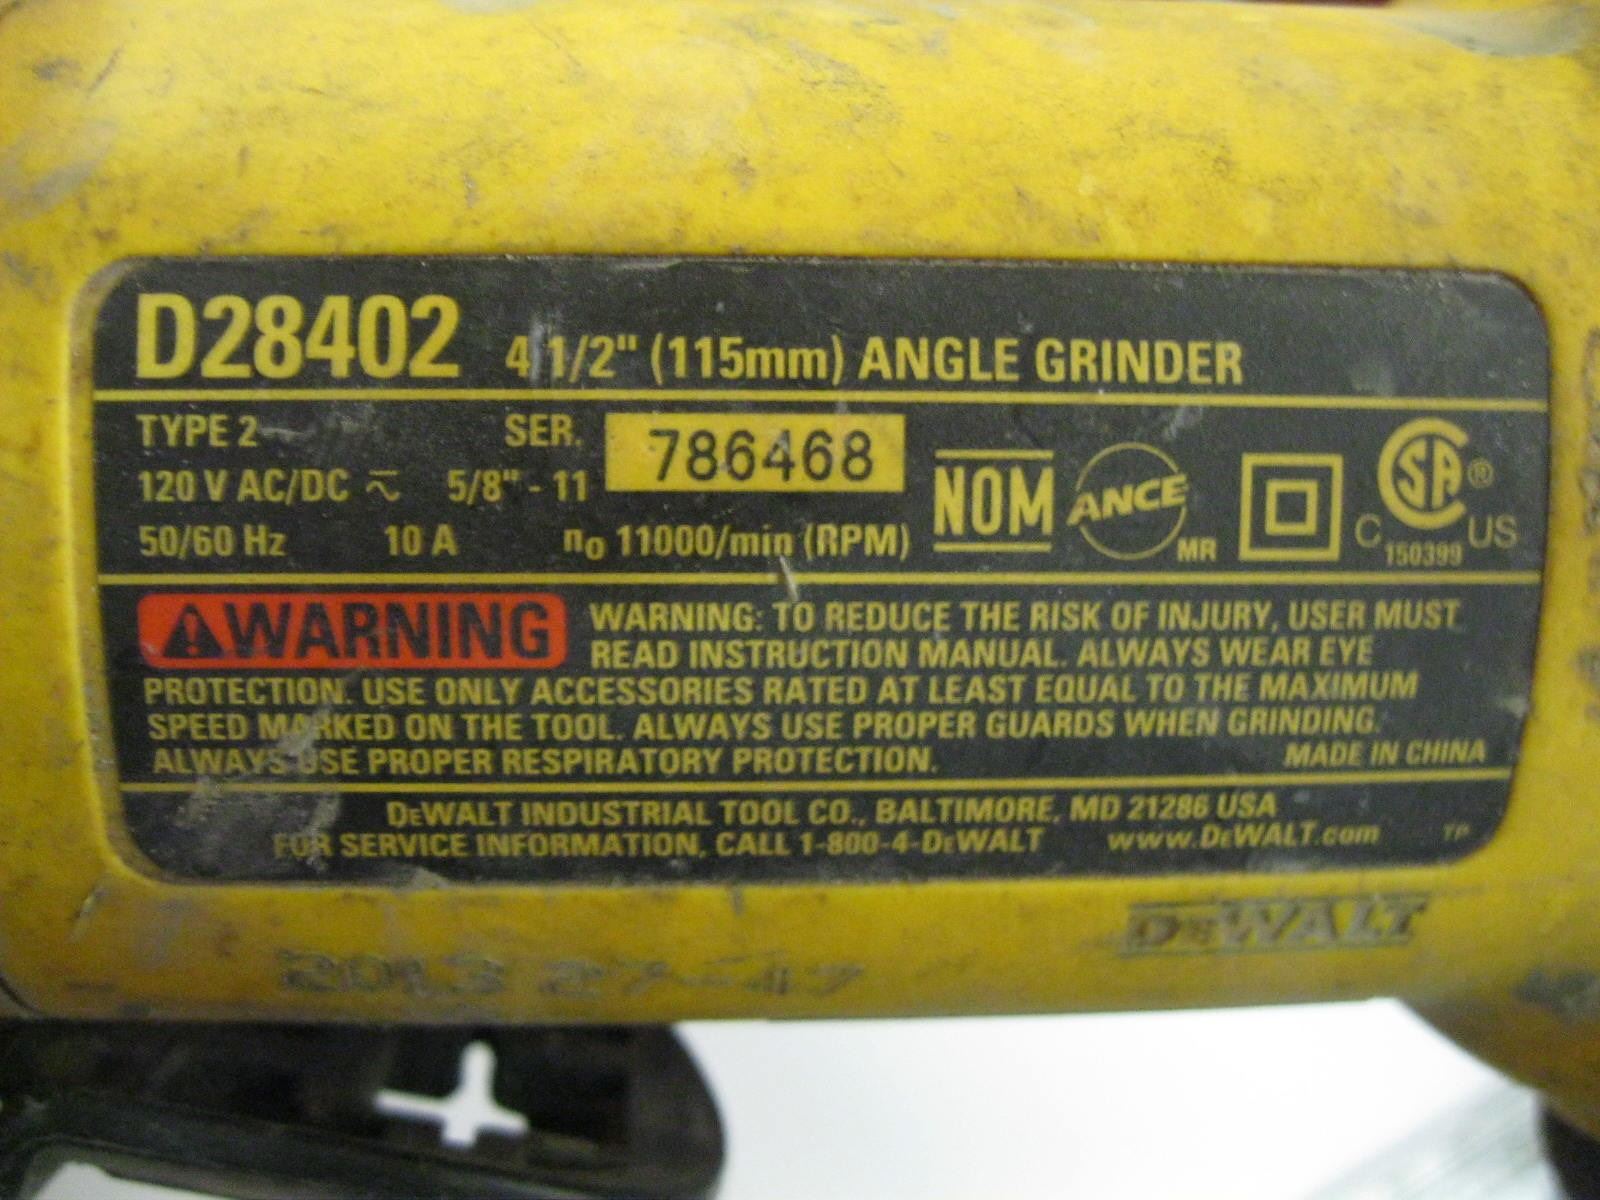 D28402 4 1/2" (115mm) ANGLE GRINDER
TYPE 2 SER. 786468
120 V AC/DC ⎓ ~ 5/8" - 11
50/60 Hz 10 A n₀ 11000/min (RPM)
NOM ANCE MR CSA ® C US 150399
WARNING WARNING: TO REDUCE THE RISK OF INJURY, USER MUST
READ INSTRUCTION MANUAL. ALWAYS WEAR EYE
PROTECTION. USE ONLY ACCESSORIES RATED AT LEAST EQUAL TO THE MAXIMUM
SPEED MARKED ON THE TOOL. ALWAYS USE PROPER GUARDS WHEN GRINDING.
ALWAYS USE PROPER RESPIRATORY PROTECTION. MADE IN CHINA
DEWALT INDUSTRIAL TOOL CO., BALTIMORE, MD 21286 USA
FOR SERVICE INFORMATION, CALL 1-800-4-DEWALT www.DEWALT.com
DEWALT
2013 27-47